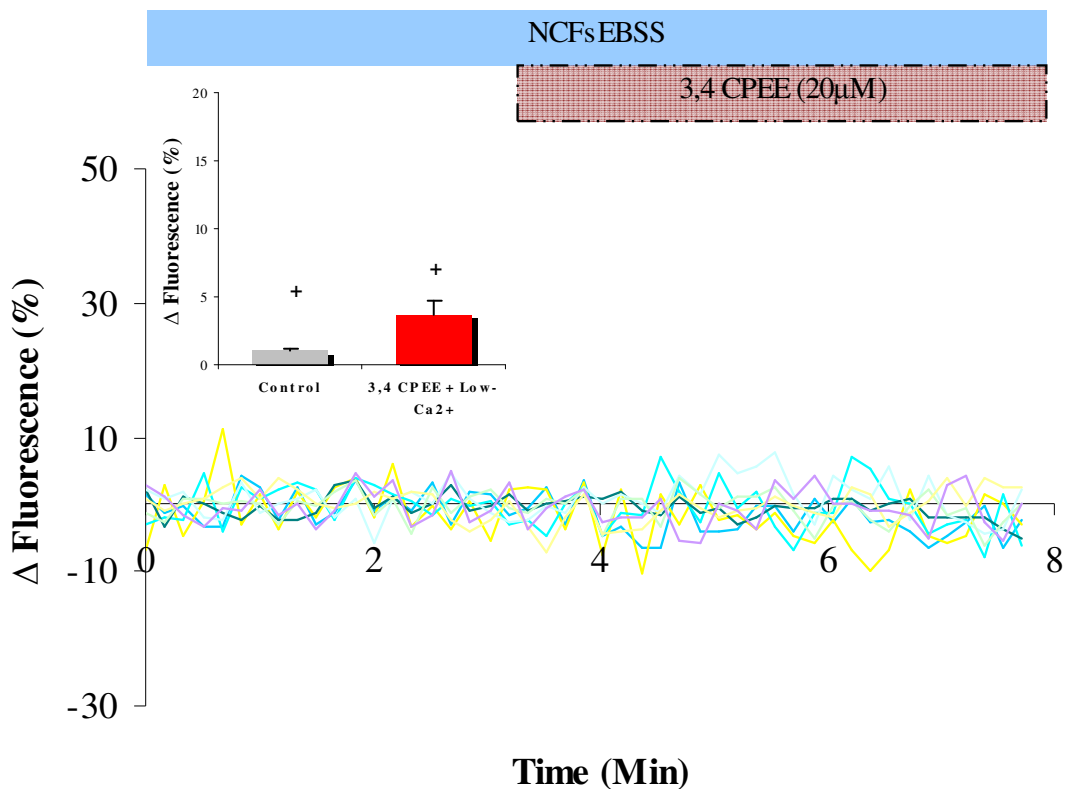 NCFs EBSS
3,4 CPEE (20µM)
Δ Fluorescence (%)
20
15
10
5
0
+
+
Control
3,4 CPEE + Low-
Ca2+
Δ Fluorescence (%)
50
30
10
-10
-30
0
2
4
6
8
Time (Min)